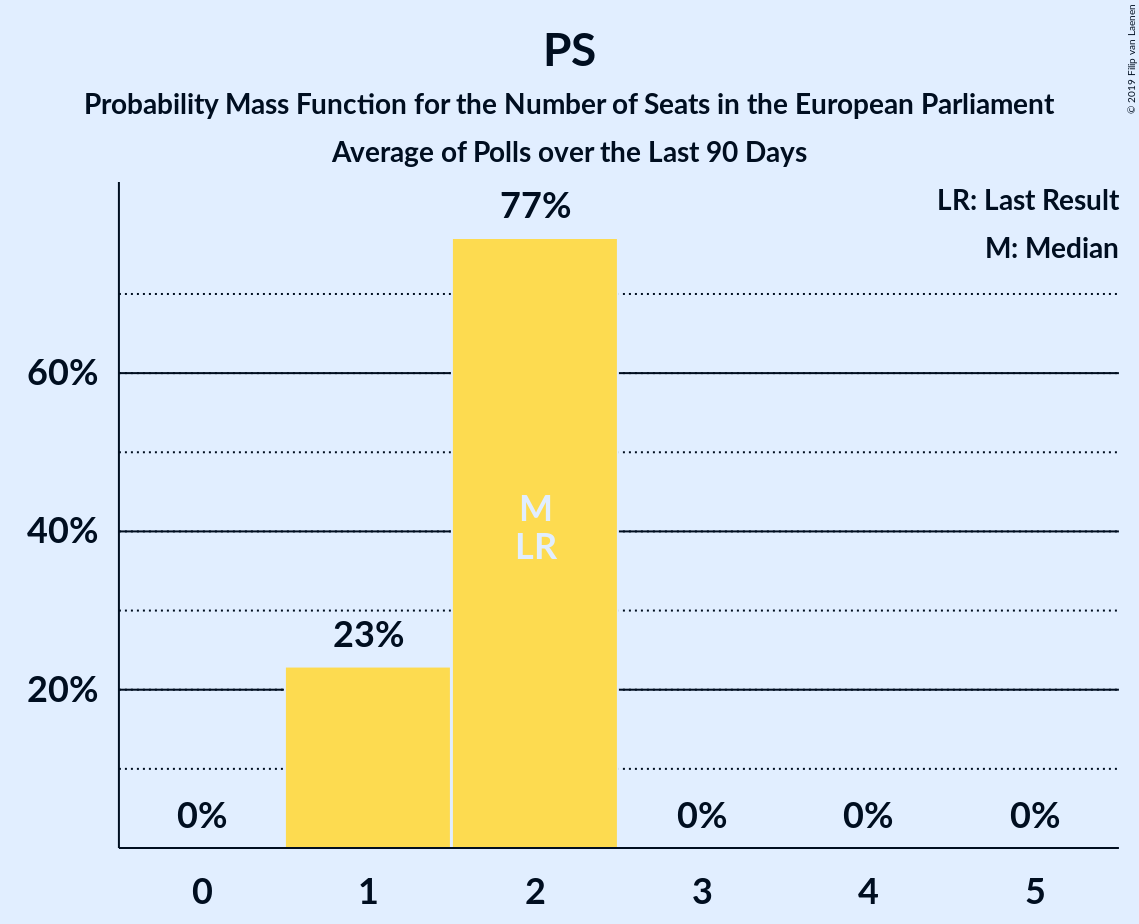 PS
Probability Mass Function for the Number of Seats in the European Parliament
Average of Polls over the Last 90 Days
© 2019 Filip van Laenen
LR: Last Result
M: Median
77%
60%
M
40%
LR
23%
20%
0%
0%
0%
0%
0
1
2
3
4
5